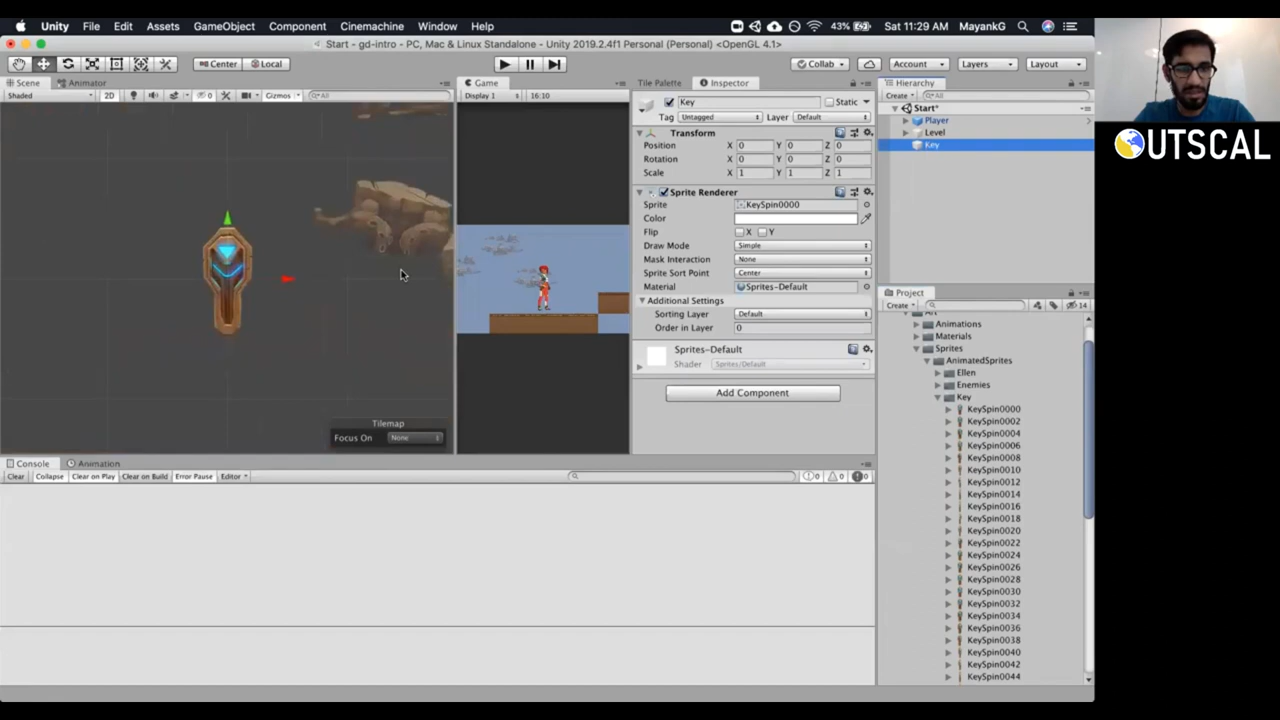 Unity File Edit Assets GameObject Component Cinemachine Window Help 43% Sat 11:29 AM MayankG
Start - gd-intro - PC, Mac & Linux Standalone - Unity 2019.2.4f1 Personal (Personal) <OpenGL 4.1>
Center Local Collab Account Layers Layout
Scene Animator Game Tile Palette Inspector Hierarchy
Shaded 2D Gizmos All Display 1 16:10 Create All
Key Static
Tag Untagged Layer Default
Transform
Position X 0 Y 0 Z 0
Rotation X 0 Y 0 Z 0
Scale X 1 Y 1 Z 1
Sprite Renderer
Sprite KeySpin0000
Color
Flip X Y
Draw Mode Simple
Mask Interaction None
Sprite Sort Point Center
Material Sprites-Default
Additional Settings
Sorting Layer Default
Order in Layer 0
Sprites-Default
Shader Sprites/Default
Add Component
Start*
Player
Level
Key
OUTSCAL
Tilemap
Focus On None
Console Animation
Clear Collapse Clear on Play Clear on Build Error Pause Editor 0 0 0
Project
Create 14
Art
Animations
Materials
Sprites
AnimatedSprites
Ellen
Enemies
Key
KeySpin0000
KeySpin0002
KeySpin0004
KeySpin0006
KeySpin0008
KeySpin0010
KeySpin0012
KeySpin0014
KeySpin0016
KeySpin0018
KeySpin0020
KeySpin0022
KeySpin0024
KeySpin0026
KeySpin0028
KeySpin0030
KeySpin0032
KeySpin0034
KeySpin0036
KeySpin0038
KeySpin0040
KeySpin0042
KeySpin0044